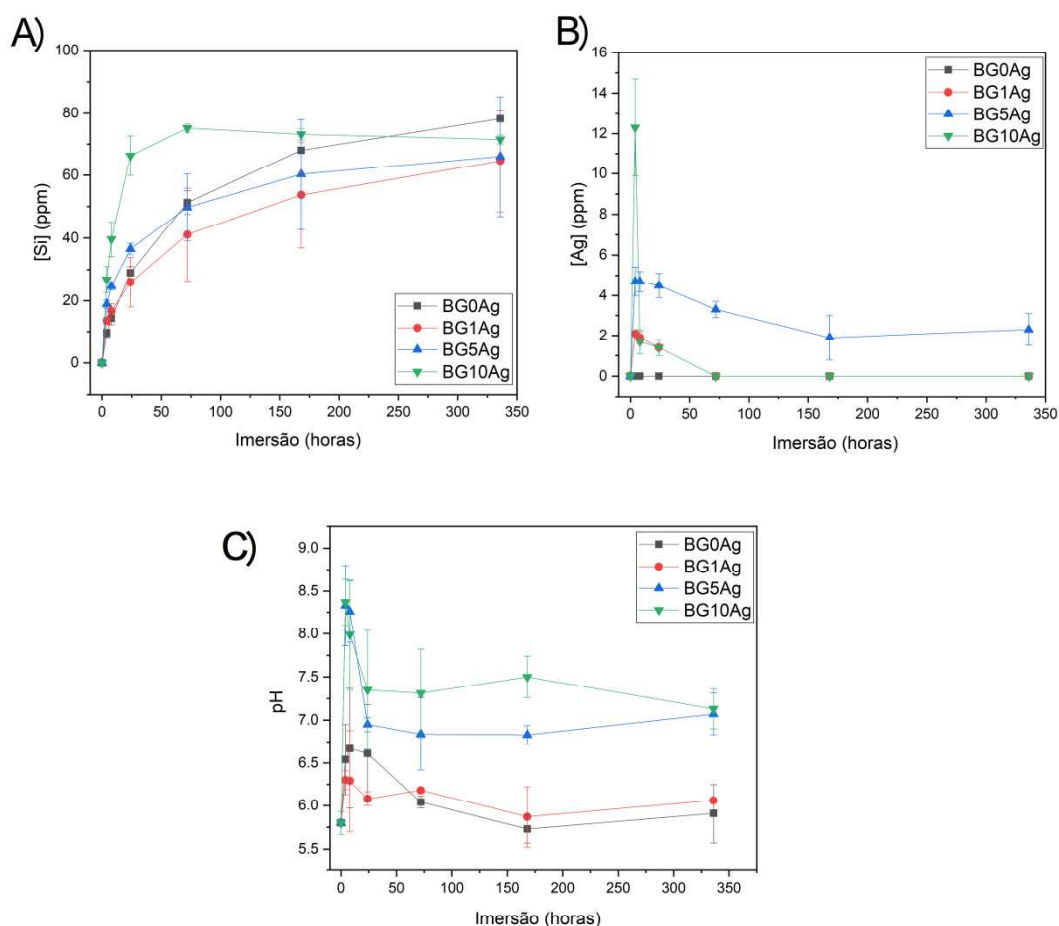 A)
[Si] (ppm)
100
80
60
40
20
0
BG0Ag
BG1Ag
BG5Ag
BG10Ag
0 50 100 150 200 250 300 350
Imersão (horas)
B)
[Ag] (ppm)
16
14
12
10
8
6
4
2
0
BG0Ag
BG1Ag
BG5Ag
BG10Ag
0 50 100 150 200 250 300 350
Imersão (horas)
C)
pH
9.0
8.5
8.0
7.5
7.0
6.5
6.0
5.5
BG0Ag
BG1Ag
BG5Ag
BG10Ag
0 50 100 150 200 250 300 350
Imersão (horas)